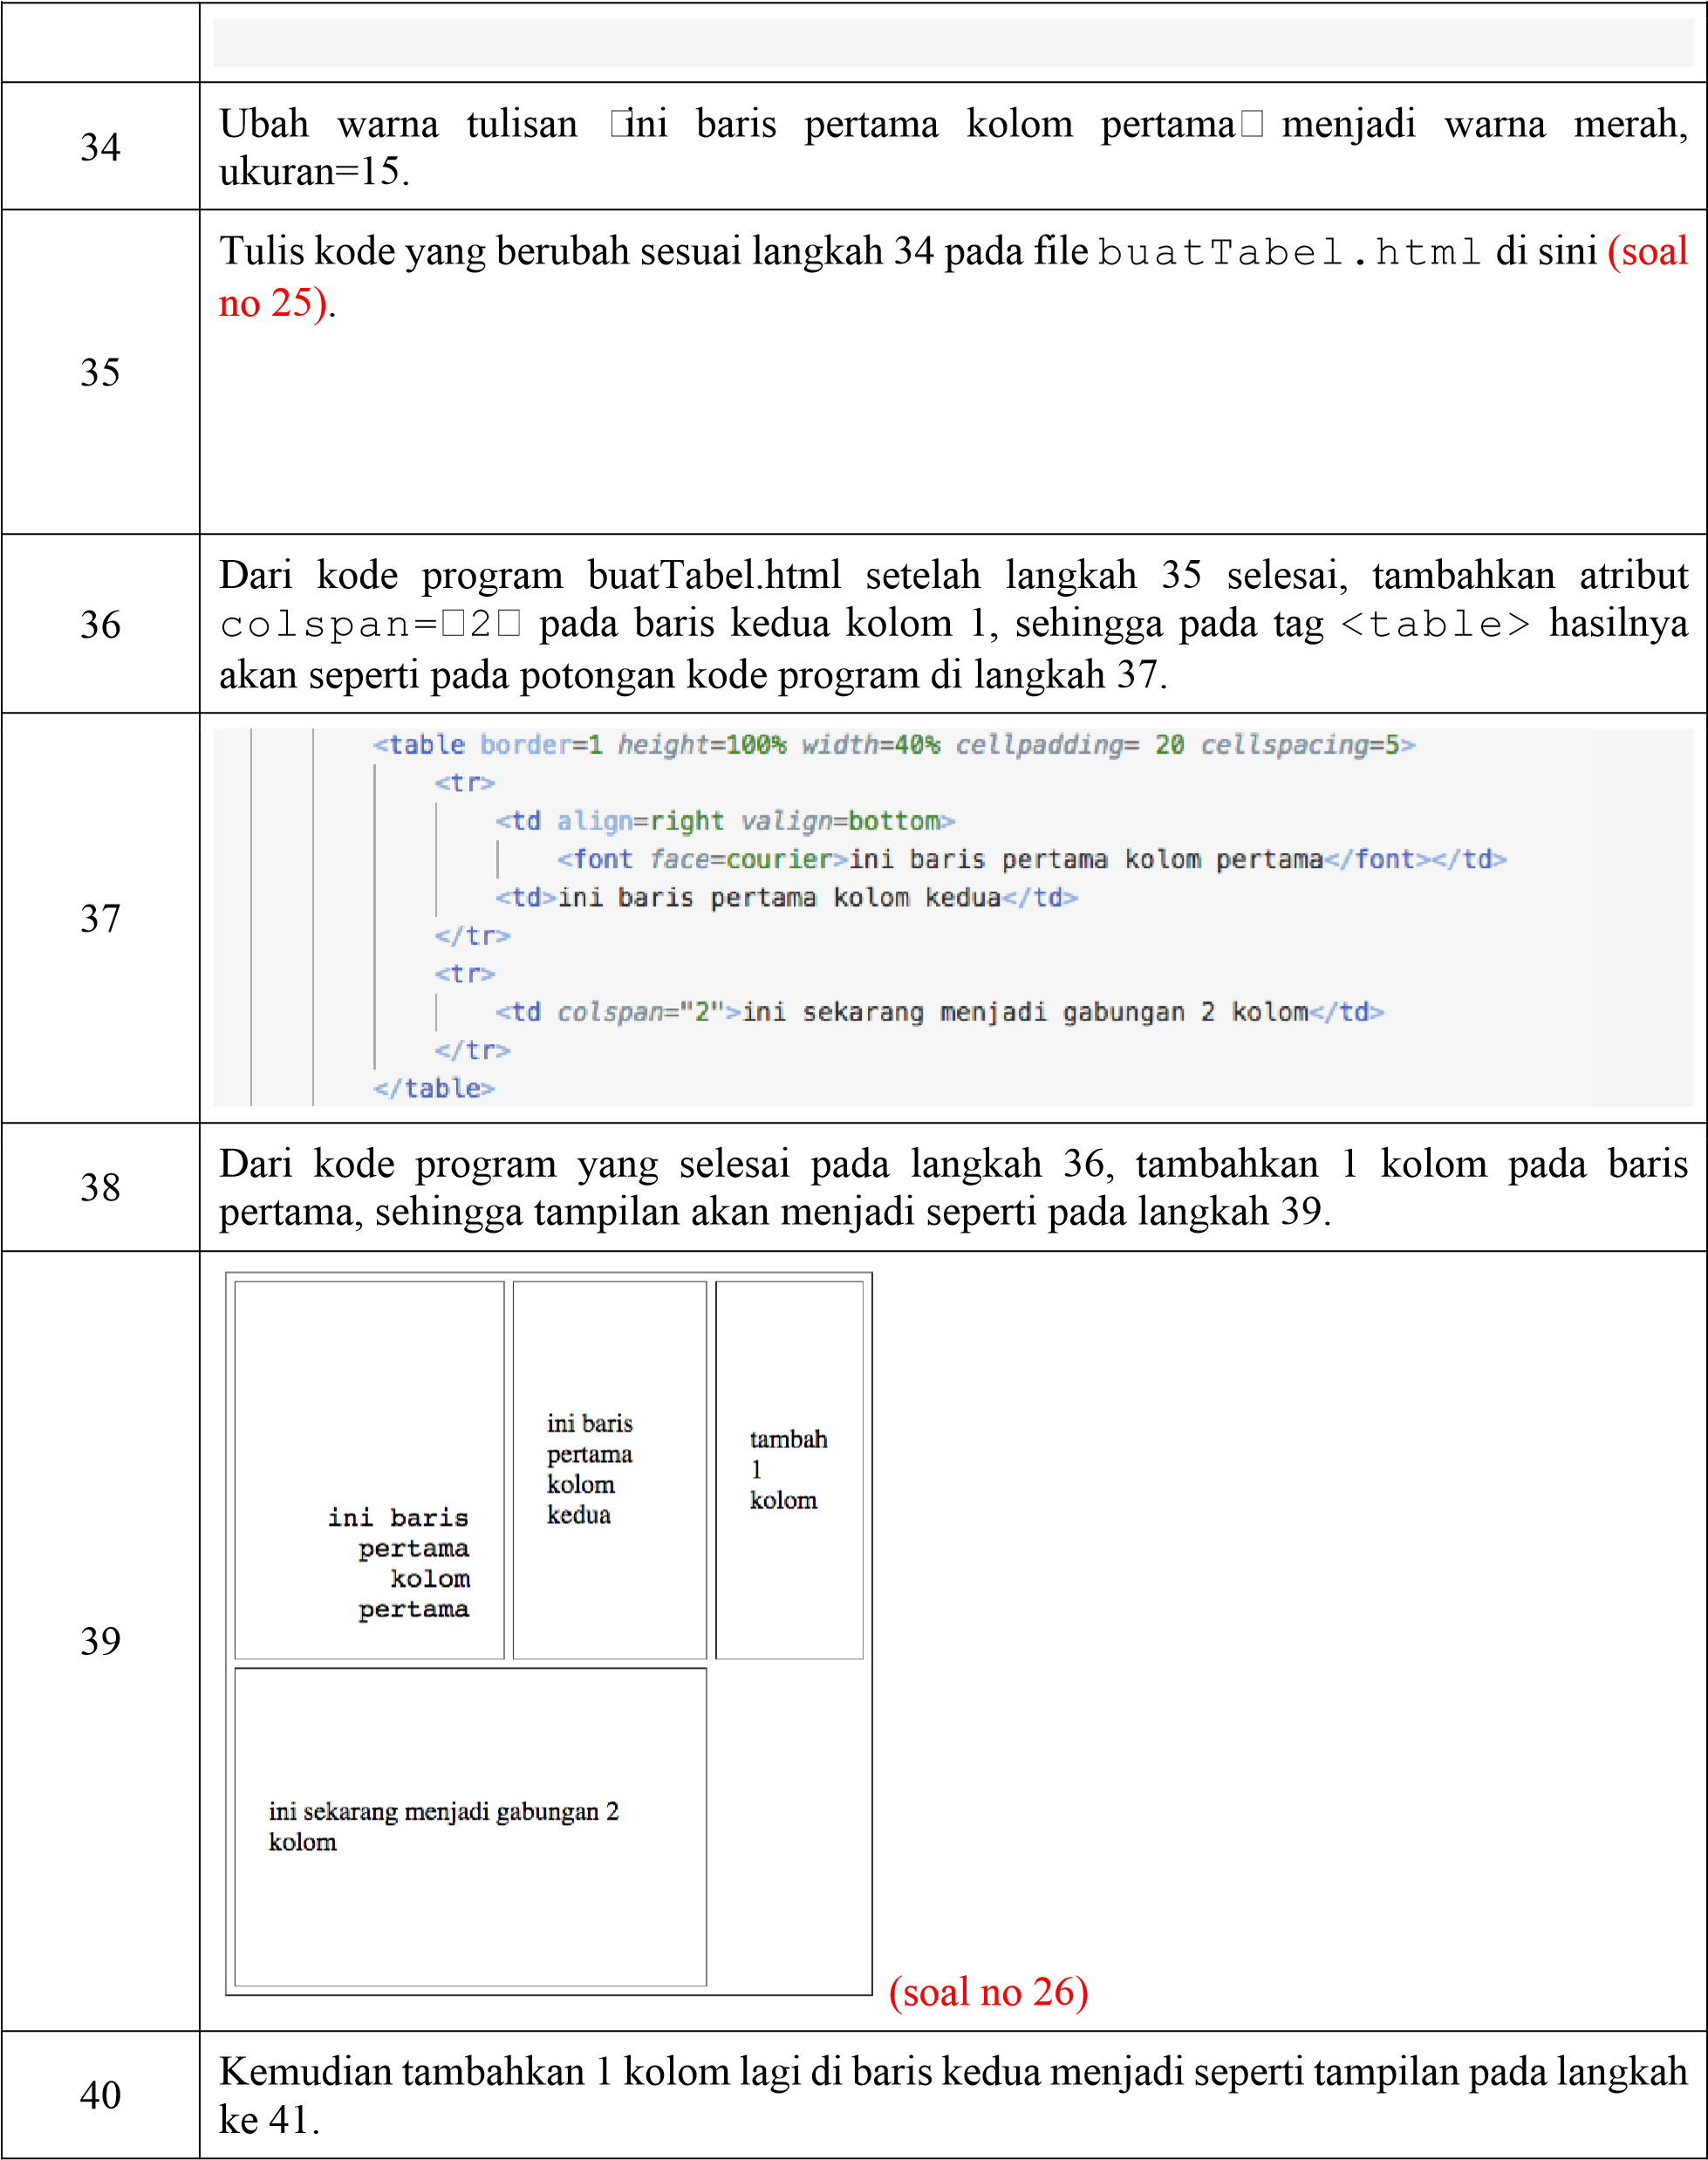 34
Ubah warna tulisan □ini baris pertama kolom pertama□ menjadi warna merah,
ukuran=15.
35
Tulis kode yang berubah sesuai langkah 34 pada file buatTabel.html di sini (soal
no 25).
36
Dari kode program buatTabel.html setelah langkah 35 selesai, tambahkan atribut
colspan=□2□ pada baris kedua kolom 1, sehingga pada tag <table> hasilnya
akan seperti pada potongan kode program di langkah 37.
37
<table border=1 height=100% width=40% cellpadding= 20 cellspacing=5>
<tr>
<td align=right valign=bottom>
<font face=courier>ini baris pertama kolom pertama</font></td>
<td>ini baris pertama kolom kedua</td>
</tr>
<tr>
<td colspan="2">ini sekarang menjadi gabungan 2 kolom</td>
</tr>
</table>
38
Dari kode program yang selesai pada langkah 36, tambahkan 1 kolom pada baris
pertama, sehingga tampilan akan menjadi seperti pada langkah 39.
39
ini baris
pertama
kolom
pertama
ini baris
pertama
kolom
kedua
tambah
1
kolom
ini sekarang menjadi gabungan 2
kolom
(soal no 26)
40
Kemudian tambahkan 1 kolom lagi di baris kedua menjadi seperti tampilan pada langkah
ke 41.